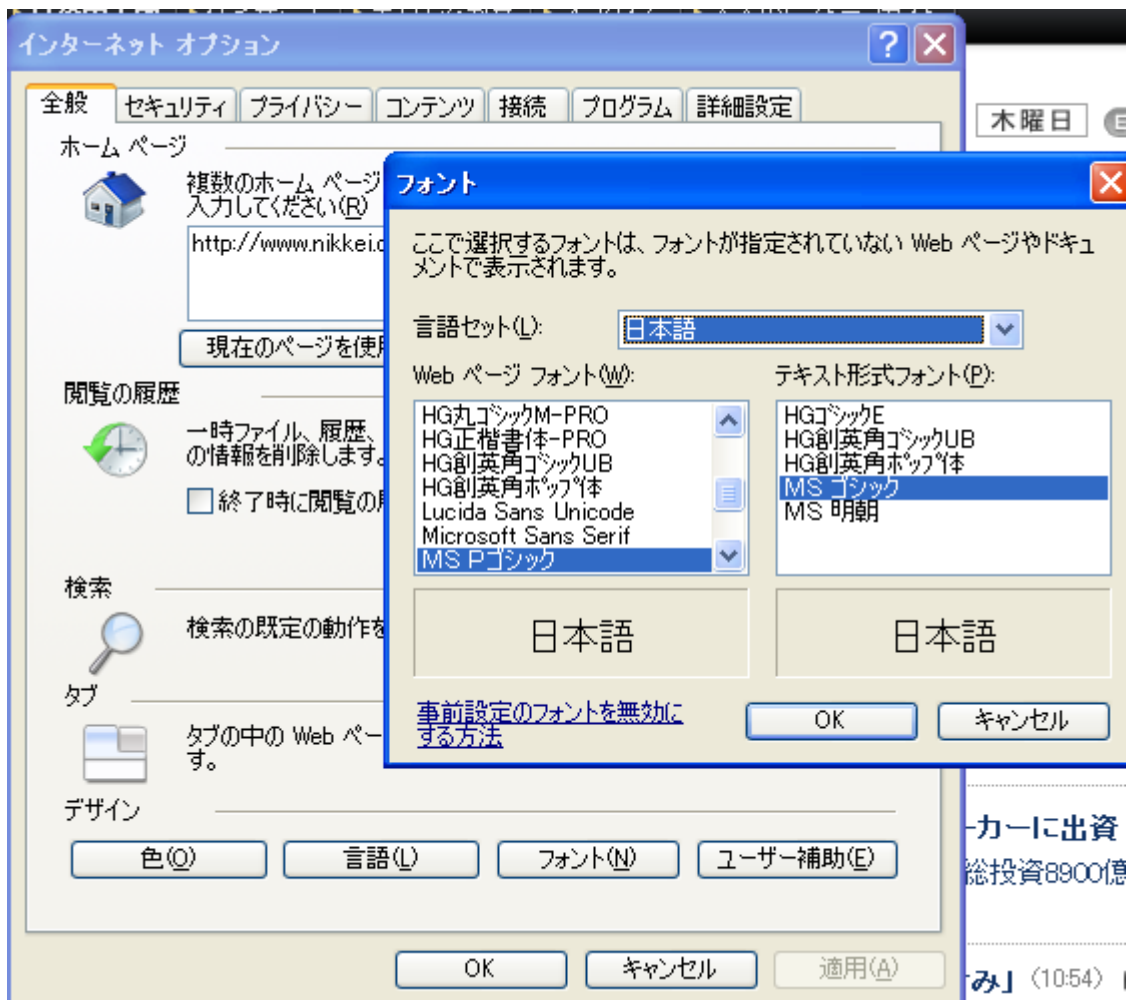 インターネット オプション
全般 セキュリティ プライバシー コンテンツ 接続 プログラム 詳細設定
木曜日
ホーム ページ
複数のホーム ページ
入力してください(R)
http://www.nikkei.c
現在のページを使用
閲覧の履歴
一時ファイル、履歴、
の情報を削除します。
終了時に閲覧の
検索
検索の既定の動作を
タブ
タブの中の Web ペー
す。
デザイン
色(O) 言語(L) フォント(N) ユーザー補助(E)
OK キャンセル 適用(A)
フォント
ここで選択するフォントは、フォントが指定されていない Web ページやドキュ
メントで表示されます。
言語セット(L): 日本語
Web ページ フォント(W):
HG丸ゴシックM-PRO
HG正楷書体-PRO
HG創英角ゴシックUB
HG創英角ポップ体
Lucida Sans Unicode
Microsoft Sans Serif
MS Pゴシック
日本語
テキスト形式フォント(P):
HGゴシックE
HG創英角ゴシックUB
HG創英角ポップ体
MS ゴシック
MS 明朝
日本語
事前設定のフォントを無効に
する方法
OK キャンセル
ーカーに出資
総投資8900億
み」 (10:54)